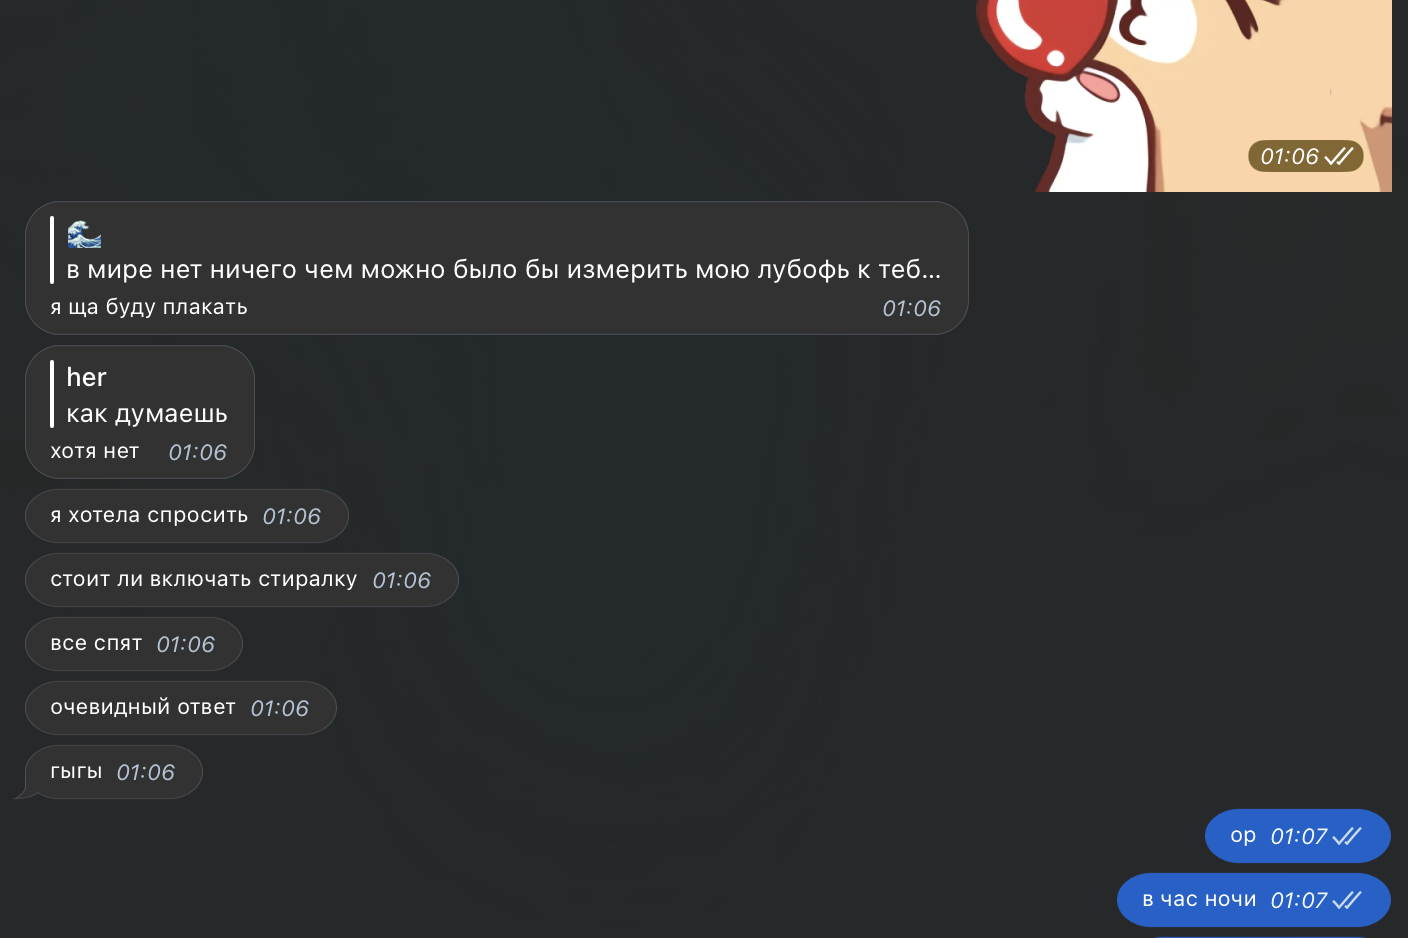 01:06
🌊
в мире нет ничего чем можно было бы измерить мою лубофь к теб...
я ща буду плакать 01:06
her
как думаешь
хотя нет 01:06
я хотела спросить 01:06
стоит ли включать стиралку 01:06
все спят 01:06
очевидный ответ 01:06
гыгы 01:06
ор 01:07
в час ночи 01:07